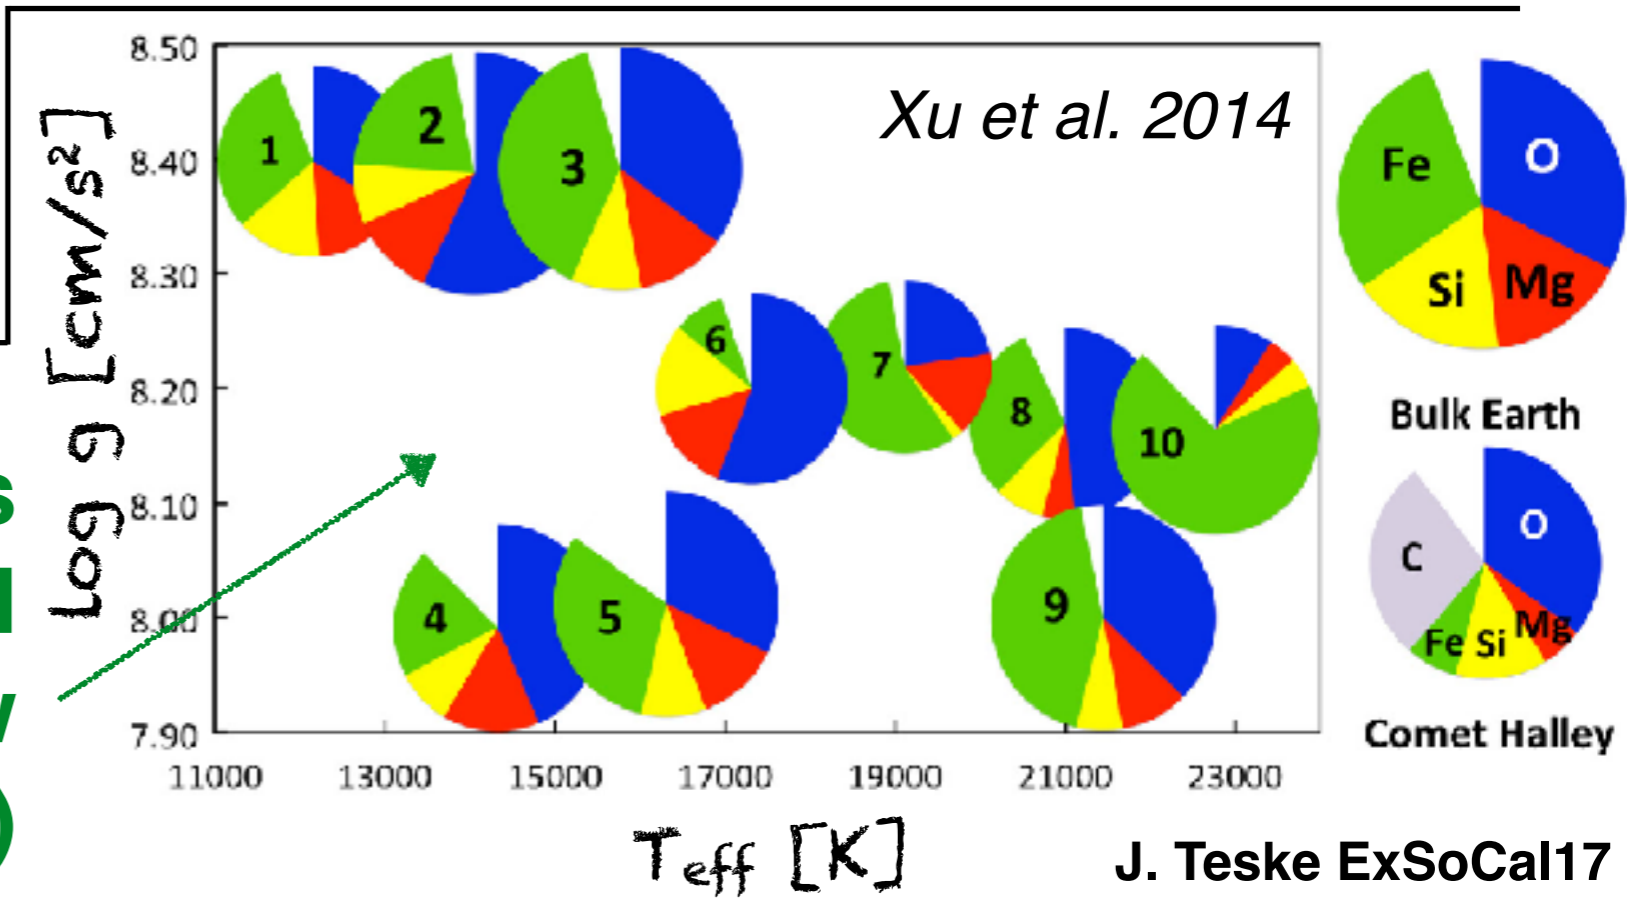 8.50
8.40
8.30
8.20
8.10
8.00
7.90
Log g [cm/s²]
11000 13000 15000 17000 19000 21000 23000
Teff [K]
Xu et al. 2014
1
2
3
6
7
8
10
4
5
9
Fe O
Si Mg
Bulk Earth
C O
Fe Si Mg
Comet Halley
s
y
)
J. Teske ExSoCal17